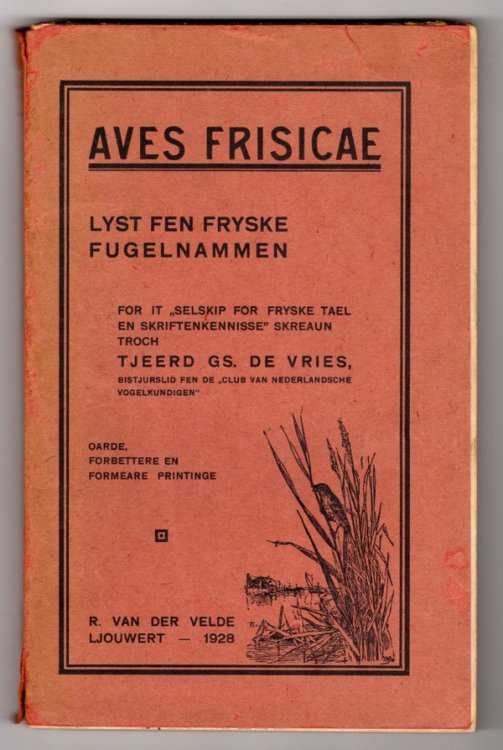 AVES FRISICAE
LYST FEN FRYSKE
FUGELNAMMEN
FOR IT „SELSKIP FOR FRYSKE TAEL
EN SKRIFTENKENNISSE" SKREAUN
TROCH
TJEERD GS. DE VRIES,
BISTJURSLID FEN DE „CLUB VAN NEDERLANDSCHE
VOGELKUNDIGEN"
OARDE,
FORBETTERE EN
FORMEARE PRINTINGE
R. VAN DER VELDE
LJOUWERT — 1928